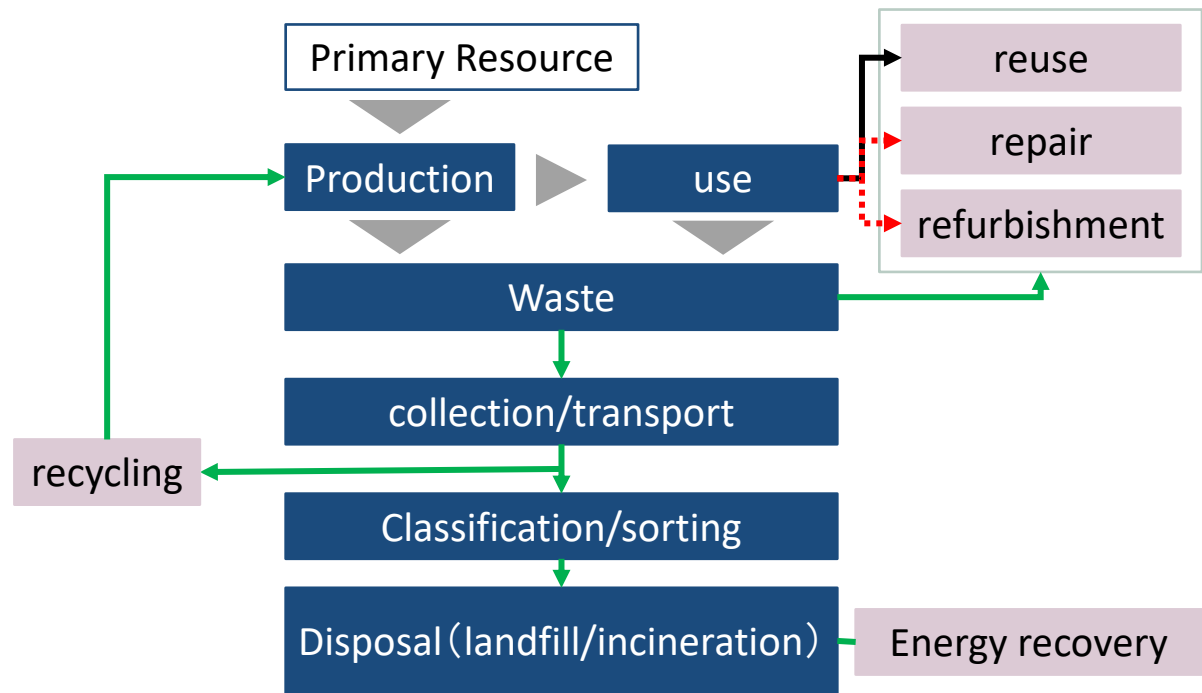 Primary Resource
reuse
repair
refurbishment
Production
use
Waste
collection/transport
recycling
Classification/sorting
Disposal（landfill/incineration）
Energy recovery